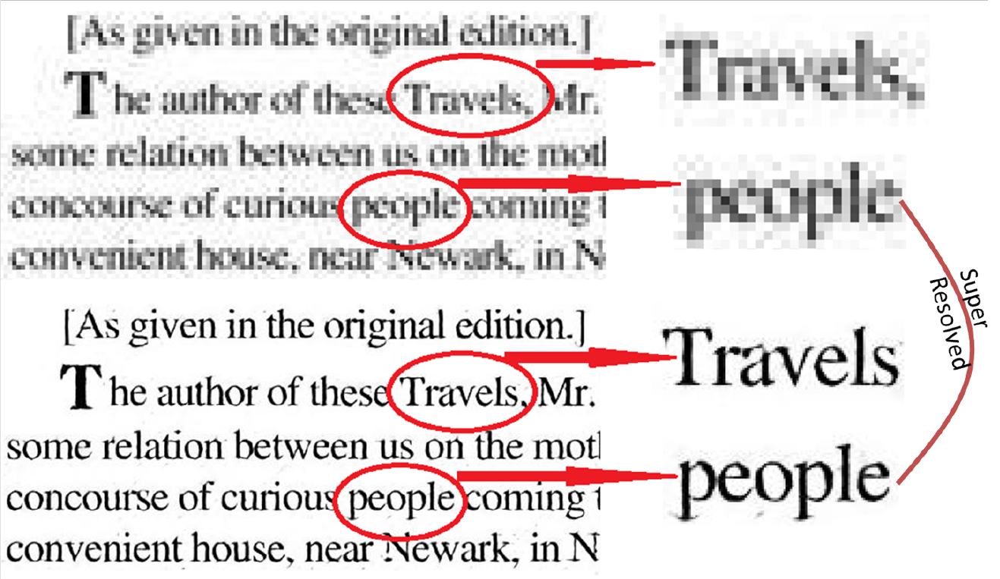 [As given in the original edition.]
The author of these Travels, Mr.
some relation between us on the motl
concourse of curious people coming t
convenient house, near Newark, in N
Travels,
people
[As given in the original edition.]
The author of these Travels, Mr.
some relation between us on the motl
concourse of curious people coming t
convenient house, near Newark, in N
Travels
people
Super
Resolved